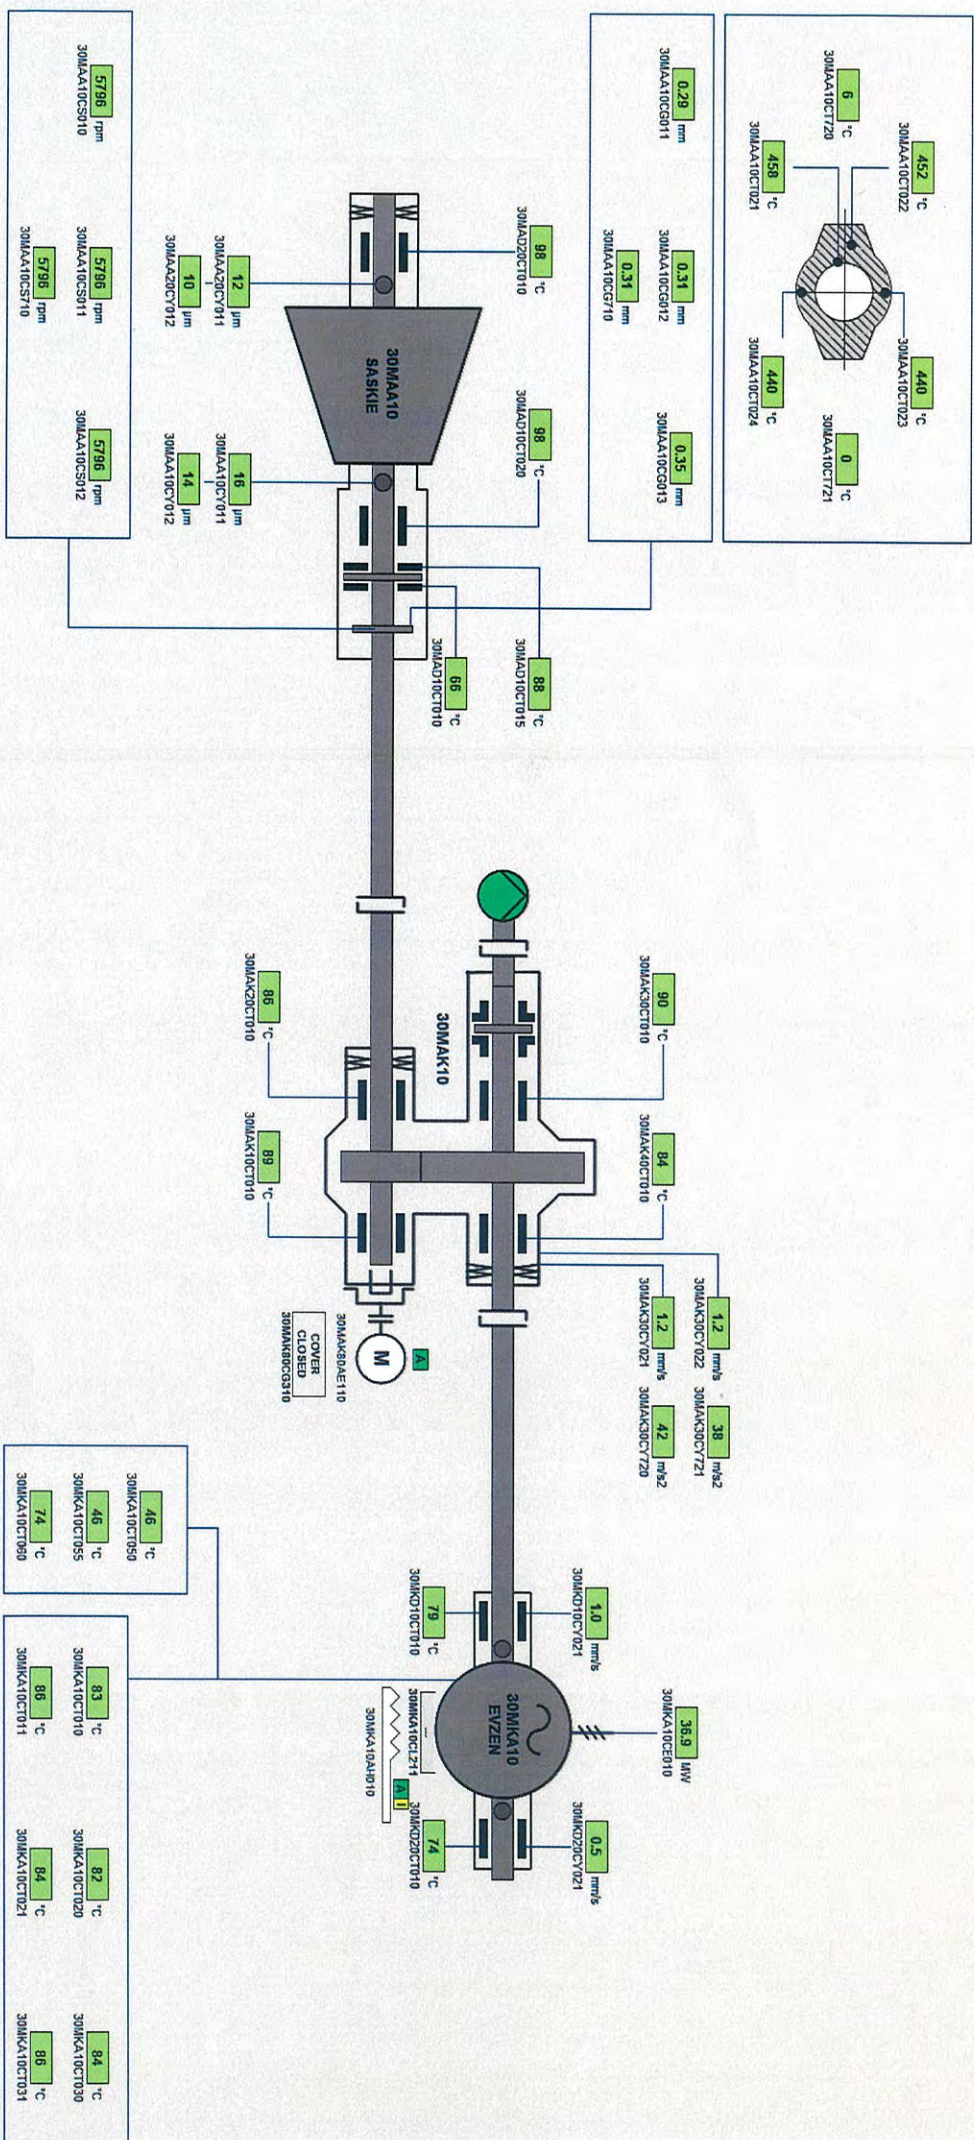 452 °C
30MAA10CT022
440 °C
30MAA10CT023
6 °C
30MAA10CT720
0 °C
30MAA10CT721
458 °C
30MAA10CT021
440 °C
30MAA10CT024
0.29 mm
30MAA10CG011
0.31 mm
30MAA10CG012
0.35 mm
30MAA10CG013
0.31 mm
30MAA10CG710
98 °C
30MAD20CT010
98 °C
30MAD10CT020
88 °C
30MAD10CT015
66 °C
30MAD10CT010
30MAA10
SASKIE
12 µm
30MAA20CY011
10 µm
30MAA20CY012
16 µm
30MAA10CY011
14 µm
30MAA10CY012
5796 rpm
30MAA10CS010
5796 rpm
30MAA10CS011
5796 rpm
30MAA10CS012
5796 rpm
30MAA10CS710
90 °C
30MAK30CT010
84 °C
30MAK40CT010
1.2 mm/s
30MAK30CY022
38 m/s2
30MAK30CY721
1.2 mm/s
30MAK30CY021
42 m/s2
30MAK30CY720
30MAK10
86 °C
30MAK20CT010
89 °C
30MAK10CT010
A
M
30MAK80AE110
COVER
CLOSED
30MAK80CG310
36.9 MW
30MKA10CE010
1.0 mm/s
30MKD10CY021
0.5 mm/s
30MKD20CY021
30MKA10
EVZEN
79 °C
30MKD10CT010
74 °C
30MKD20CT010
---
30MKA10CL211
A I
30MKA10AH010
46 °C
30MKA10CT050
46 °C
30MKA10CT055
74 °C
30MKA10CT060
83 °C
30MKA10CT010
82 °C
30MKA10CT020
84 °C
30MKA10CT030
86 °C
30MKA10CT011
84 °C
30MKA10CT021
86 °C
30MKA10CT031